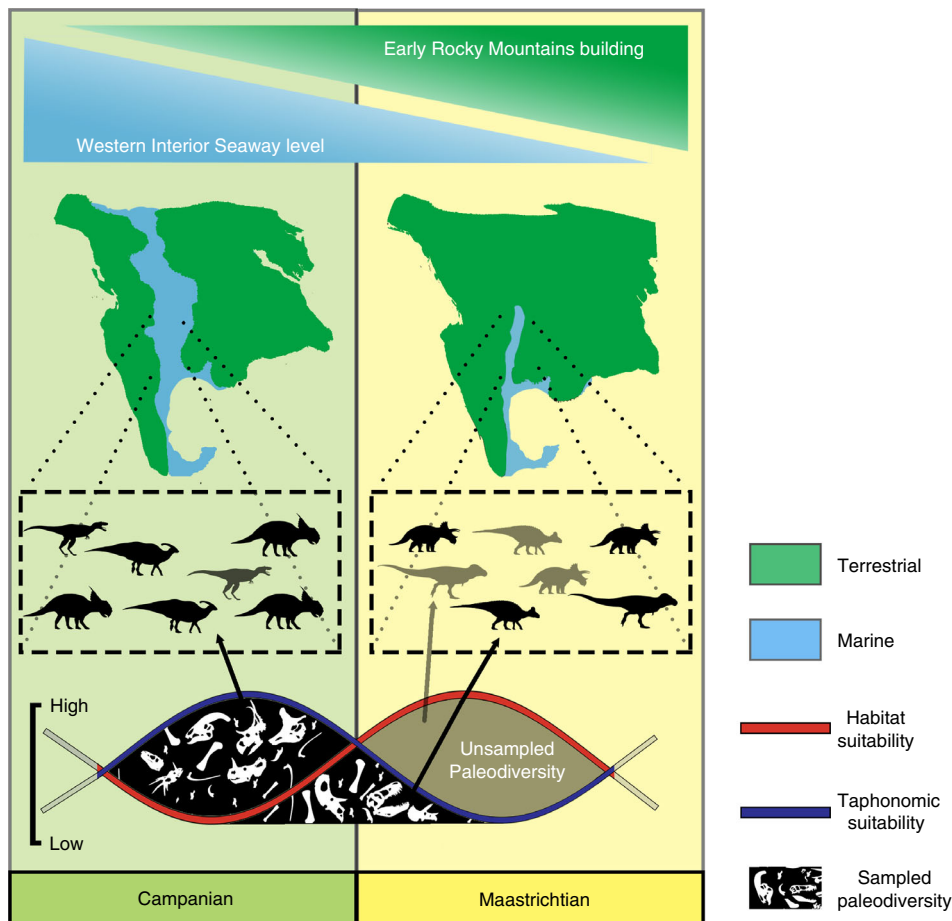 Early Rocky Mountains building
Western Interior Seaway level
High
Low
Unsampled
Paleodiversity
Campanian
Maastrichtian
Terrestrial
Marine
Habitat
suitability
Taphonomic
suitability
Sampled
paleodiversity